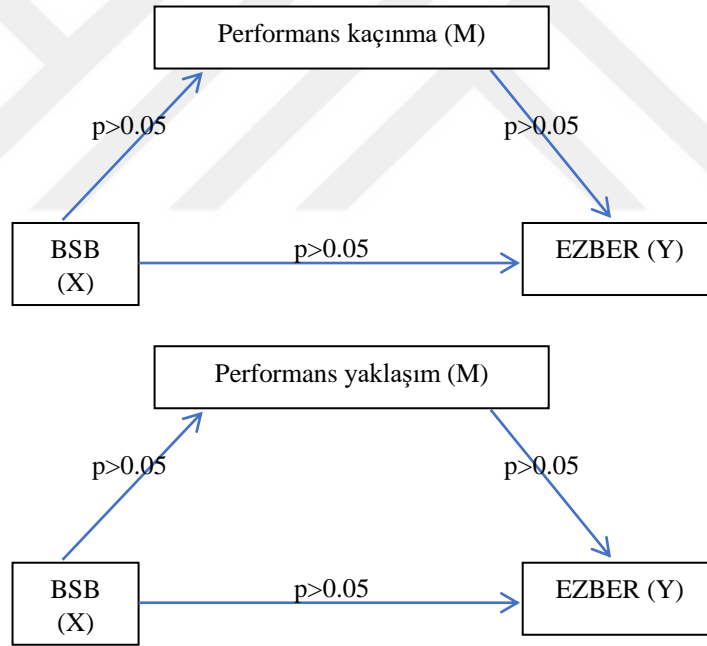 Performans kaçınma (M)
p>0.05
p>0.05
BSB
(X)
p>0.05
EZBER (Y)
Performans yaklaşım (M)
p>0.05
p>0.05
BSB
(X)
p>0.05
EZBER (Y)